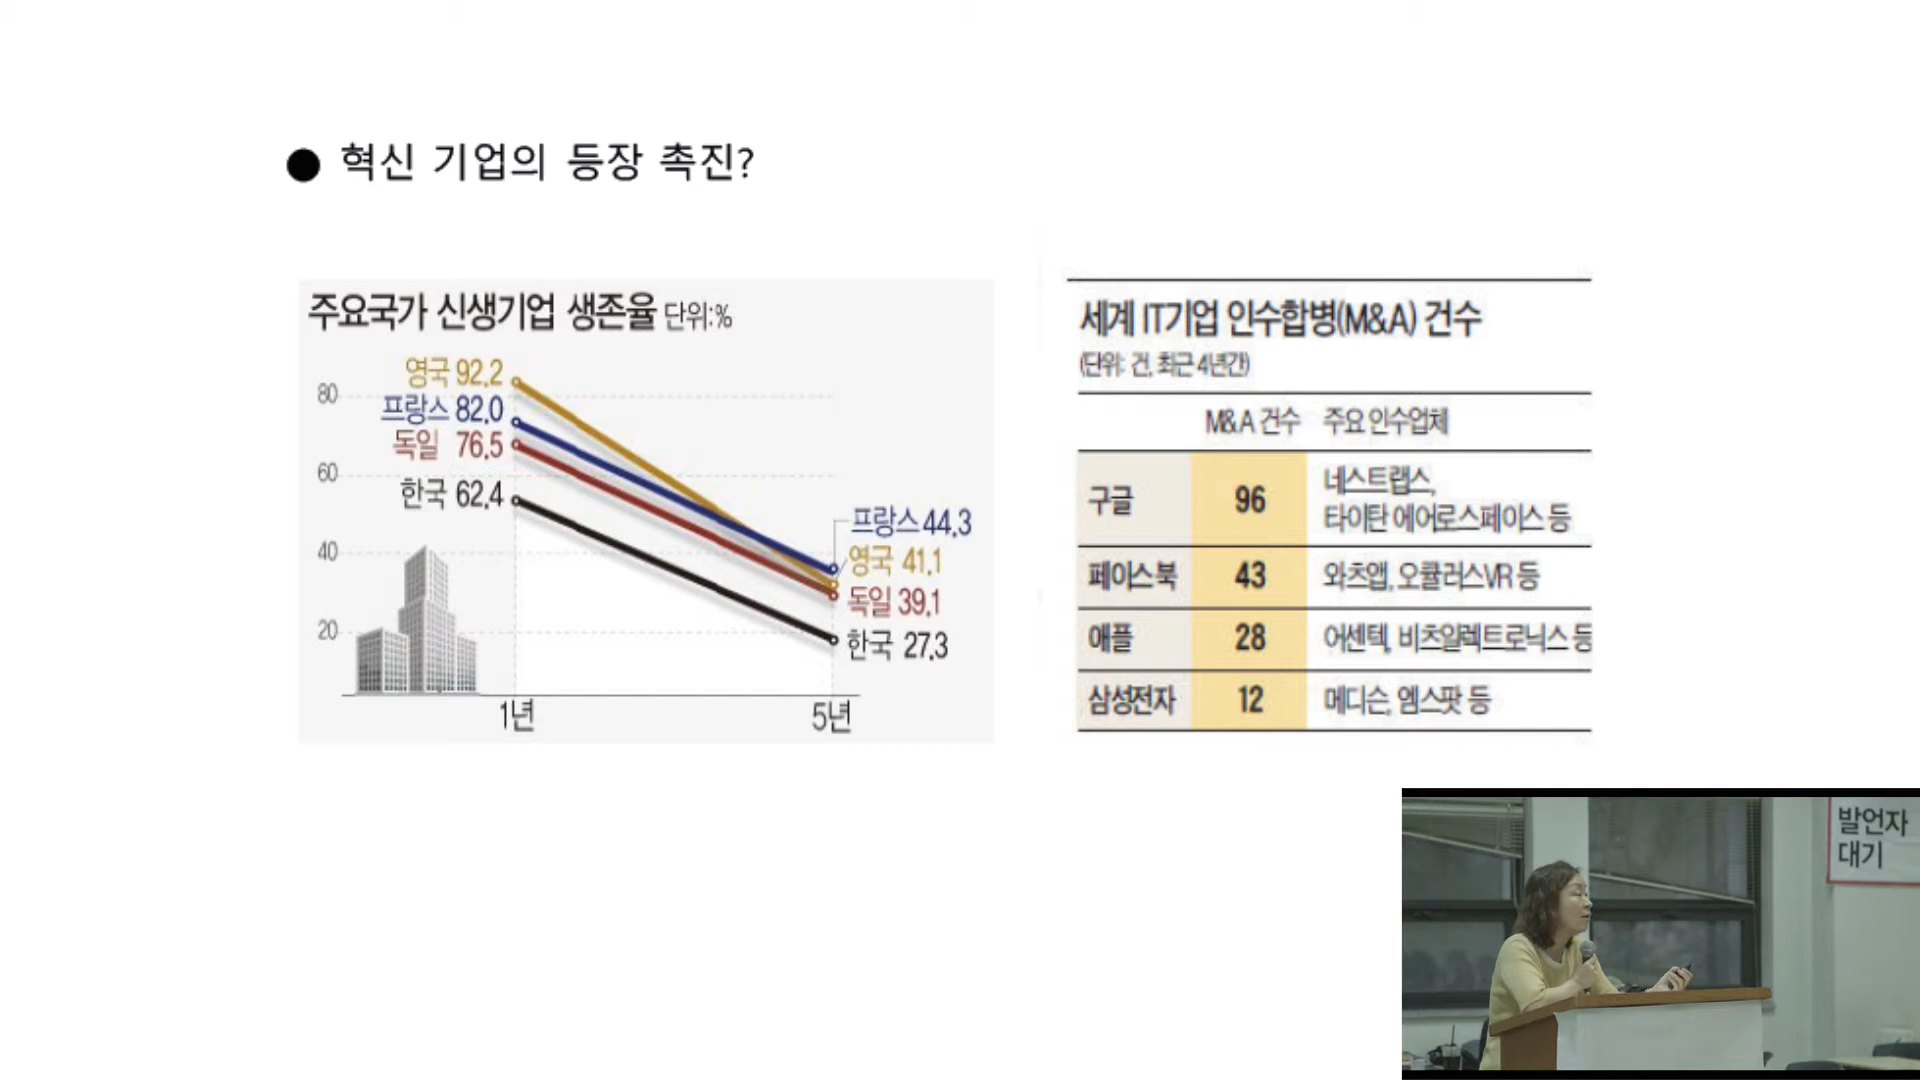 ● 혁신 기업의 등장 촉진?
주요국가 신생기업 생존율 단위:%
영국 92.2
80
프랑스 82.0
독일 76.5
60
한국 62.4
프랑스 44.3
40
영국 41.1
독일 39.1
20
한국 27.3
1년 5년
세계 IT기업 인수합병(M&A) 건수
(단위: 건, 최근 4년간)
M&A 건수 주요 인수업체
구글 96 네스트랩스,
타이탄 에어로스페이스 등
페이스북 43 와츠앱, 오큘러스VR 등
애플 28 어센텍, 비츠일렉트로닉스 등
삼성전자 12 메디슨, 엠스팟 등
발언자
대기